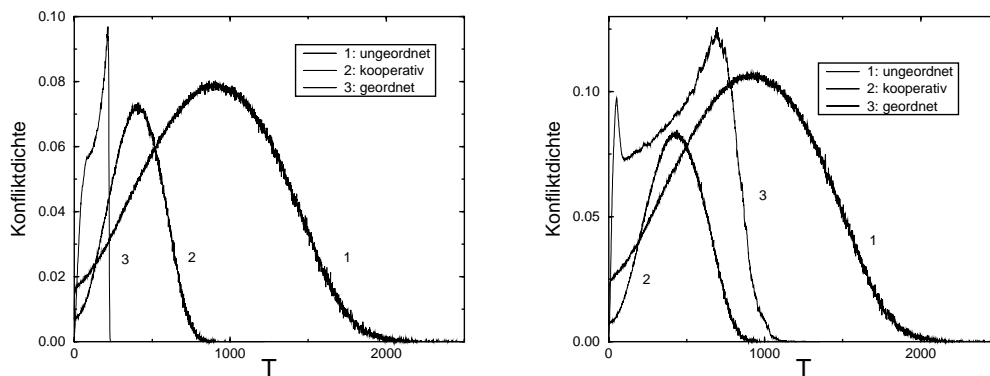 0.10
0.08
0.06
0.04
0.02
0.00
Konfliktdichte
1: ungeordnet
2: kooperativ
3: geordnet
3
2
1
0
1000
2000
T
0.10
0.05
0.00
Konfliktdichte
1: ungeordnet
2: kooperativ
3: geordnet
3
2
1
0
1000
2000
T